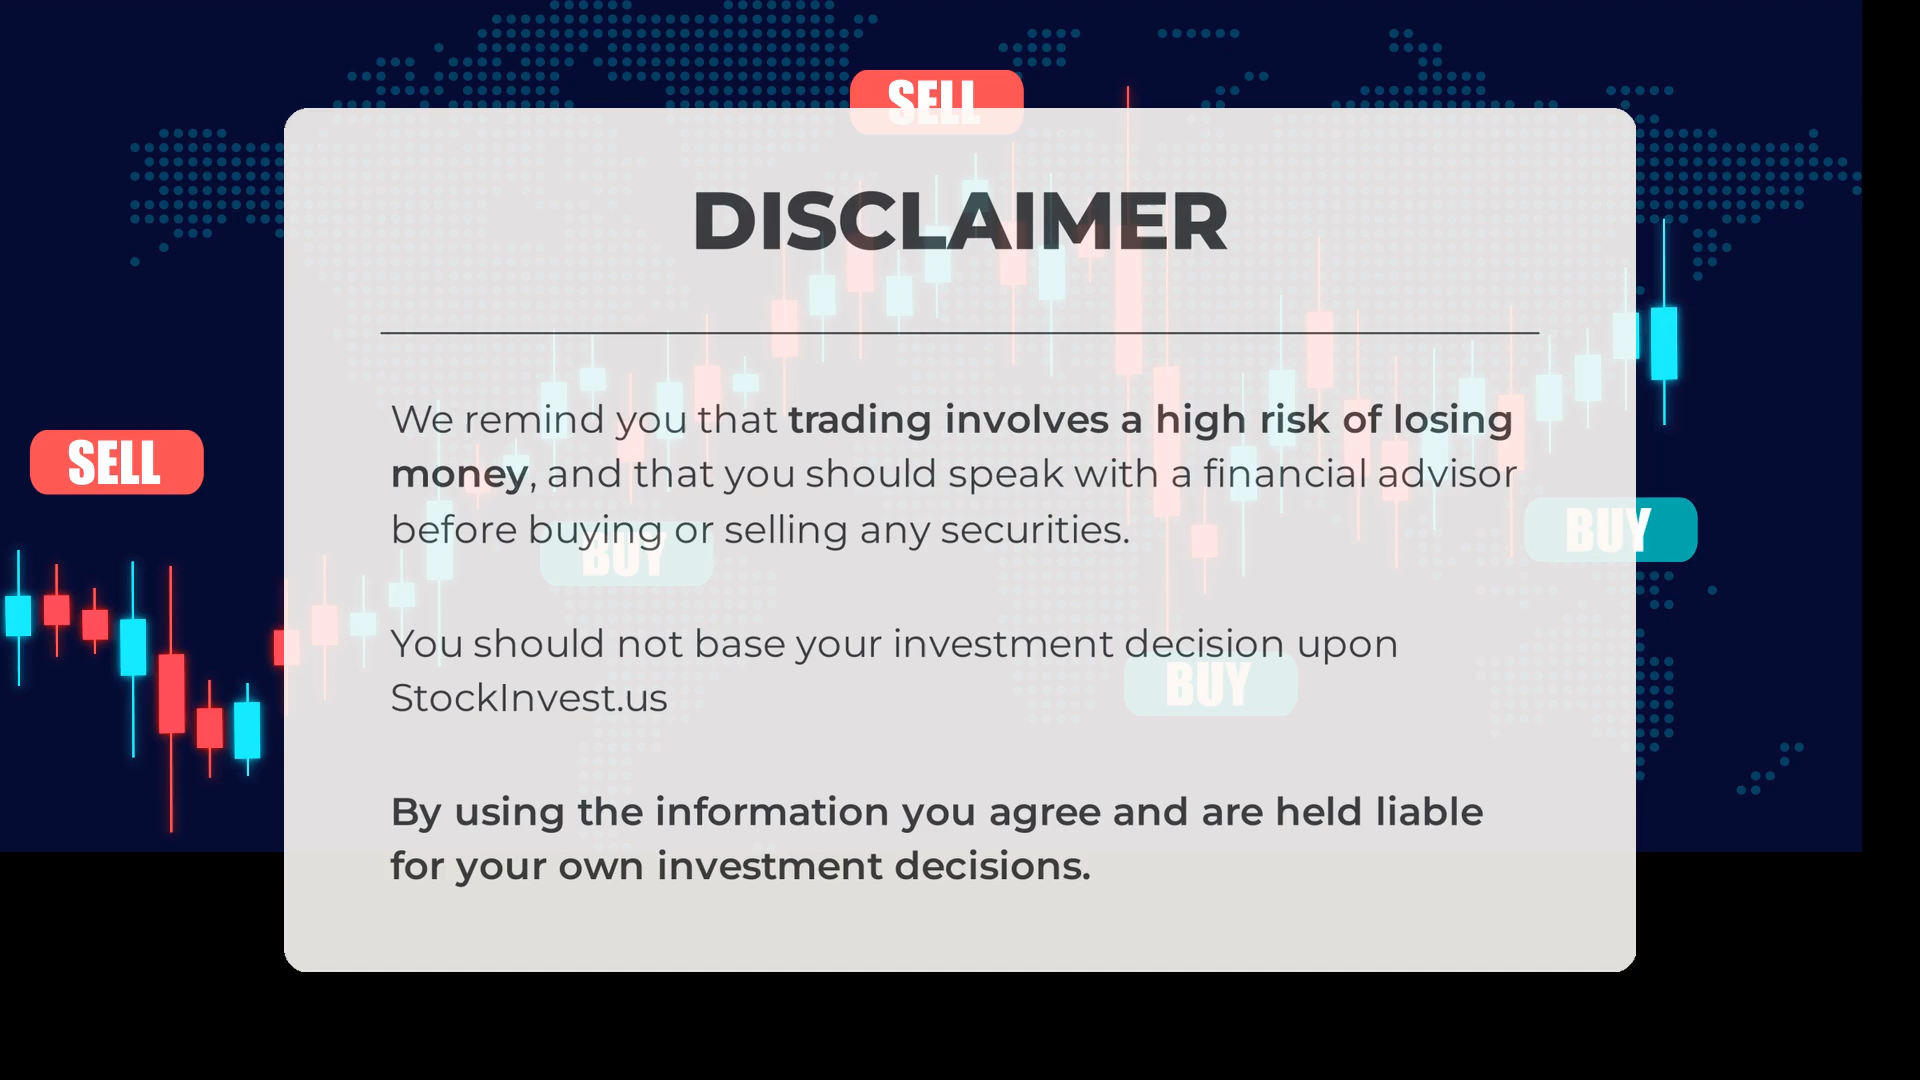 SELL
DISCLAIMER
We remind you that trading involves a high risk of losing
money, and that you should speak with a financial advisor
before buying or selling any securities.
SELL
BUY
BUY
You should not base your investment decision upon
StockInvest.us
BUY
By using the information you agree and are held liable
for your own investment decisions.